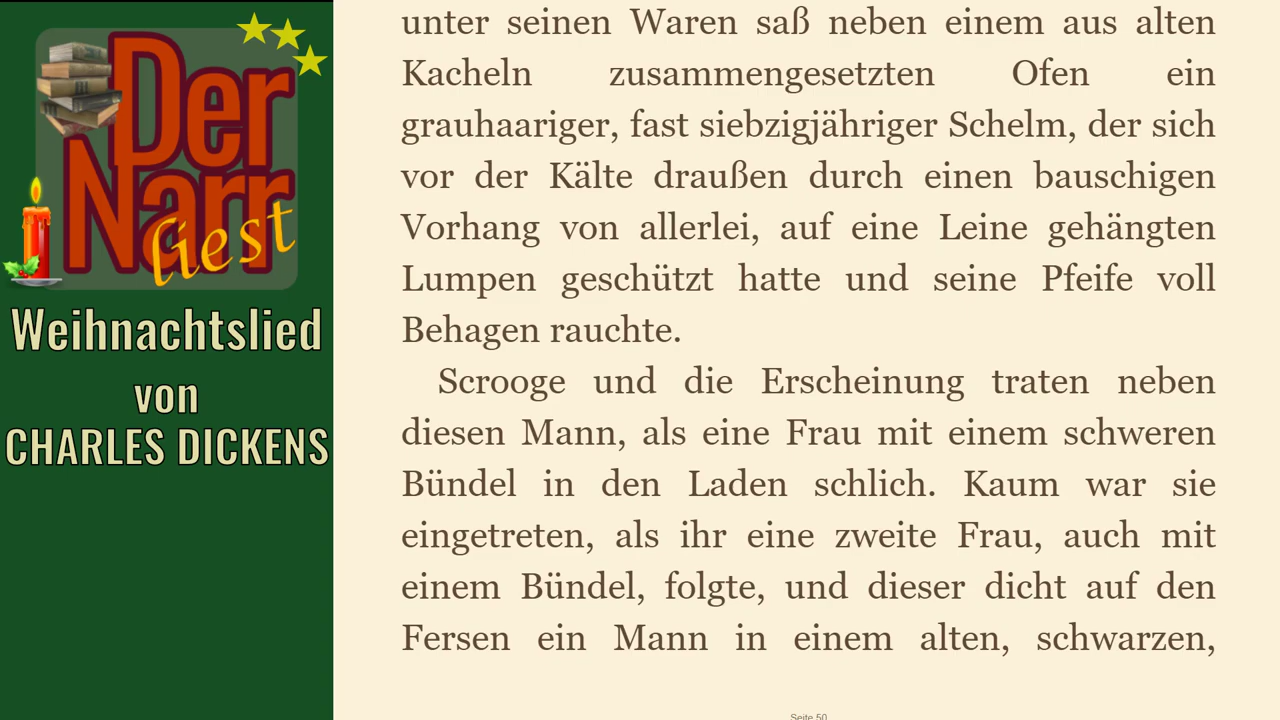 Der
Narr
liest
Weihnachtslied
von
CHARLES DICKENS
unter seinen Waren saß neben einem aus alten
Kacheln zusammengesetzten Ofen ein
grauhaariger, fast siebzigjähriger Schelm, der sich
vor der Kälte draußen durch einen bauschigen
Vorhang von allerlei, auf eine Leine gehängten
Lumpen geschützt hatte und seine Pfeife voll
Behagen rauchte.
Scrooge und die Erscheinung traten neben
diesen Mann, als eine Frau mit einem schweren
Bündel in den Laden schlich. Kaum war sie
eingetreten, als ihr eine zweite Frau, auch mit
einem Bündel, folgte, und dieser dicht auf den
Fersen ein Mann in einem alten, schwarzen,
Seite 50